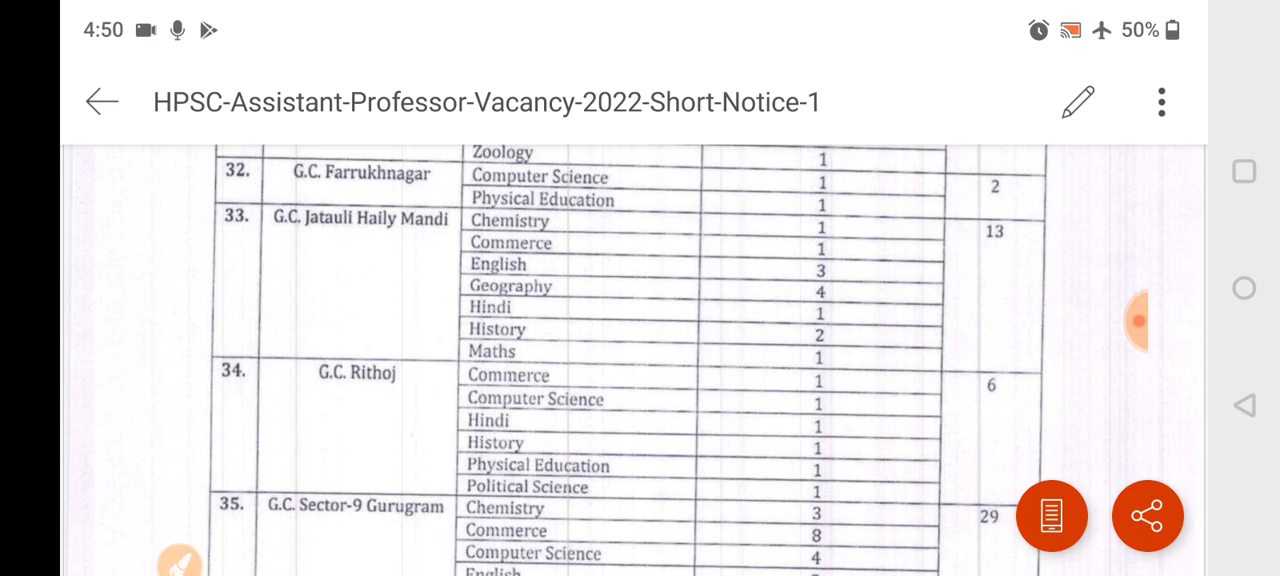 4:50
50%
HPSC-Assistant-Professor-Vacancy-2022-Short-Notice-1
Zoology 1
32. G.C. Farrukhnagar Computer Science 1 2
Physical Education 1
33. G.C. Jatauli Haily Mandi Chemistry 1 13
Commerce 1
English 3
Geography 4
Hindi 1
History 2
Maths 1
34. G.C. Rithoj Commerce 1 6
Computer Science 1
Hindi 1
History 1
Physical Education 1
Political Science 1
35. G.C. Sector-9 Gurugram Chemistry 3 29
Commerce 8
Computer Science 4
English